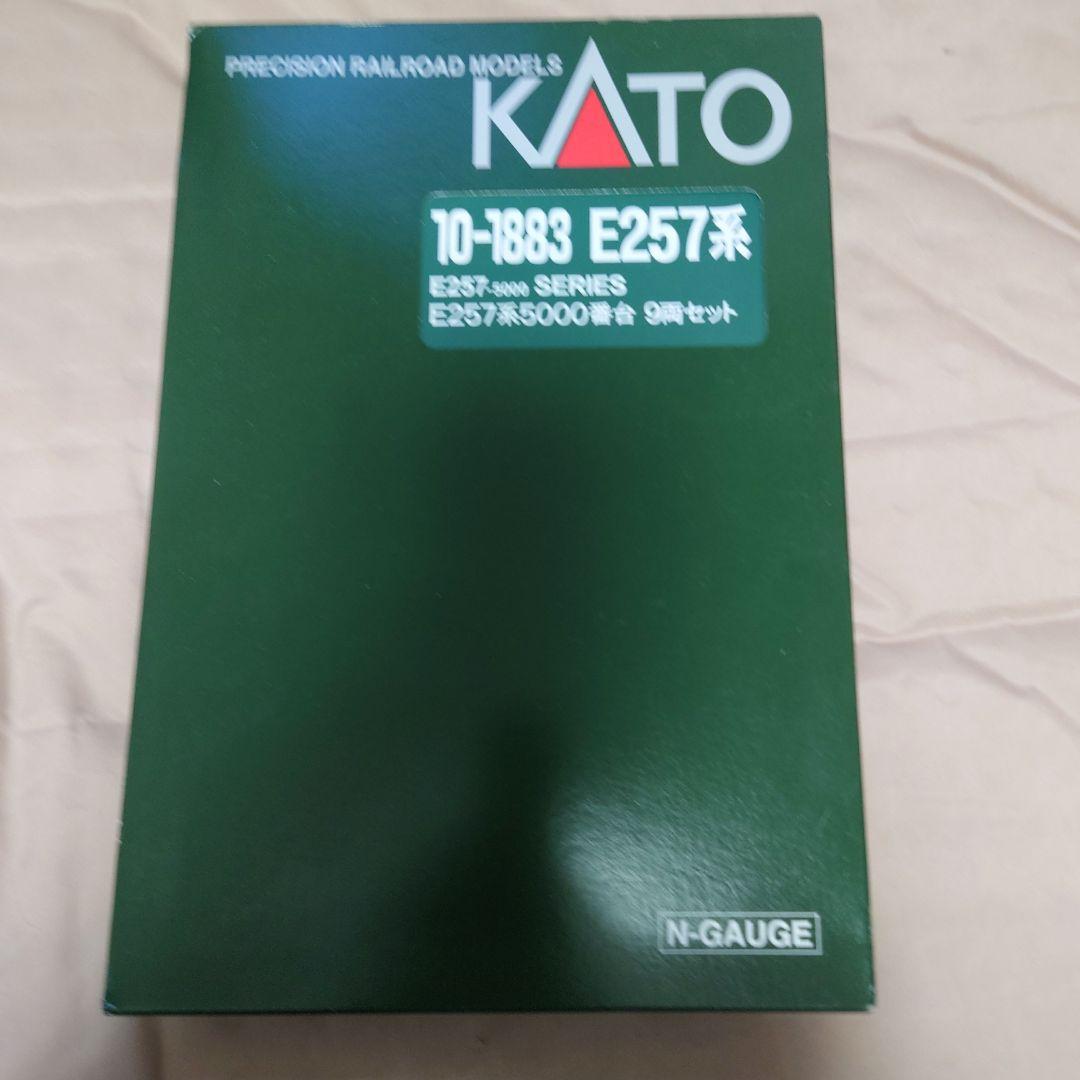 PRECISION RAILROAD MODELS
KATO
10-1883 E257系
E257-5000 SERIES
E257系5000番台 9両セット
N-GAUGE